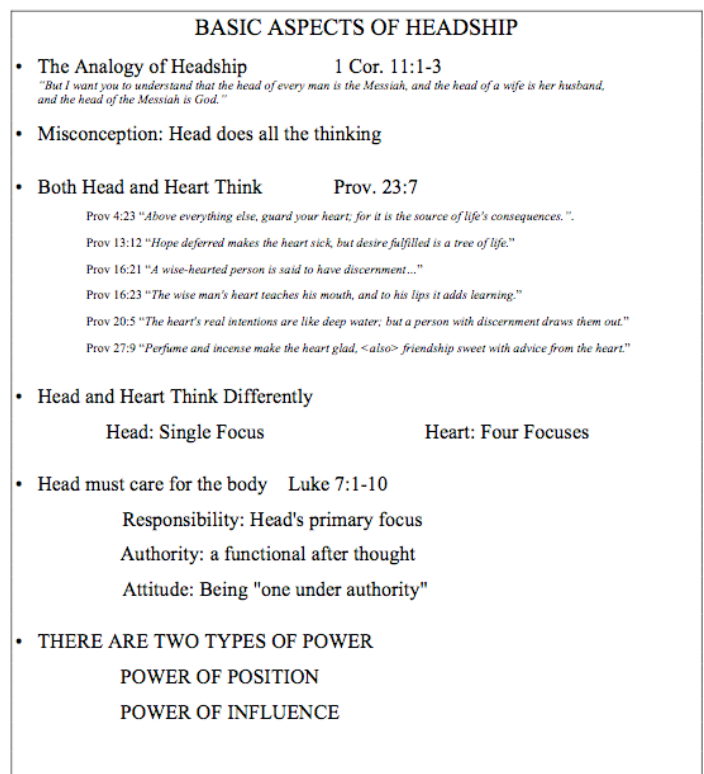 BASIC ASPECTS OF HEADSHIP
• The Analogy of Headship 1 Cor. 11:1-3
"But I want you to understand that the head of every man is the Messiah, and the head of a wife is her husband,
and the head of the Messiah is God."
• Misconception: Head does all the thinking
• Both Head and Heart Think Prov. 23:7
Prov 4:23 "Above everything else, guard your heart; for it is the source of life's consequences.".
Prov 13:12 "Hope deferred makes the heart sick, but desire fulfilled is a tree of life."
Prov 16:21 "A wise-hearted person is said to have discernment..."
Prov 16:23 "The wise man's heart teaches his mouth, and to his lips it adds learning."
Prov 20:5 "The heart's real intentions are like deep water; but a person with discernment draws them out."
Prov 27:9 "Perfume and incense make the heart glad, <also> friendship sweet with advice from the heart."
• Head and Heart Think Differently
Head: Single Focus Heart: Four Focuses
• Head must care for the body Luke 7:1-10
Responsibility: Head's primary focus
Authority: a functional after thought
Attitude: Being "one under authority"
• THERE ARE TWO TYPES OF POWER
POWER OF POSITION
POWER OF INFLUENCE